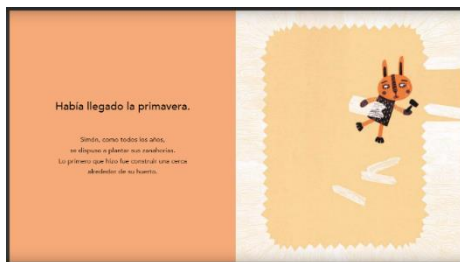 Había llegado la primavera.
Simón, como todos los años,
se dispuso a plantar sus zanahorias.
Lo primero que hizo fue construir una cerca
alrededor de su huerto.